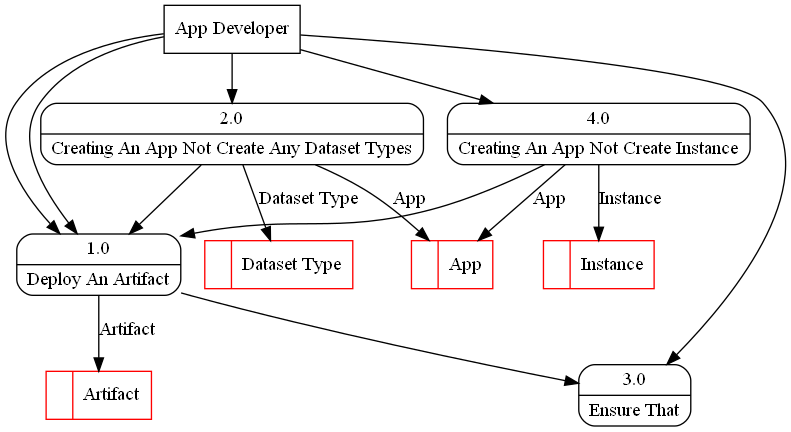 App Developer
2.0
Creating An App Not Create Any Dataset Types
4.0
Creating An App Not Create Instance
Dataset Type
App
App
Instance
1.0
Deploy An Artifact
Dataset Type
App
Instance
Artifact
Artifact
3.0
Ensure That